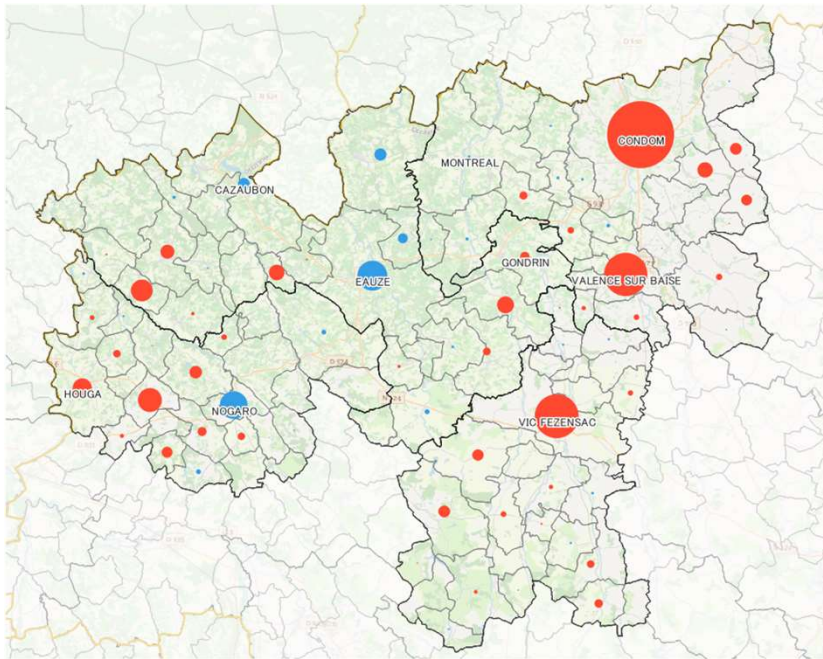 CONDOM
MONTREAL
CAZAUBON
GONDRIN
EAUZE
VALENCE SUR BAISE
HOUGA
NOGARO
VIC FEZENSAC